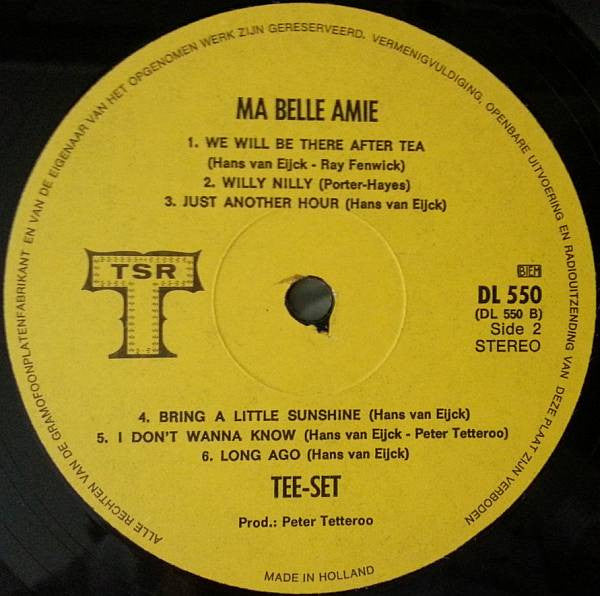 ALLE RECHTEN VAN DE GRAMOFOONPLATENFABRIKANT EN VAN DE EIGENAAR VAN HET OPGENOMEN WERK ZIJN GERESERVEERD. VERMENIGVULDIGING, OPENBARE UITVOERING EN RADIOUITZENDING VAN DEZE PLAAT ZIJN VERBODEN
MA BELLE AMIE
1. WE WILL BE THERE AFTER TEA
(Hans van Eijck - Ray Fenwick)
2. WILLY NILLY (Porter-Hayes)
3. JUST ANOTHER HOUR (Hans van Eijck)
TSR
BIEM
DL 550
(DL 550 B)
Side 2
STEREO
4. BRING A LITTLE SUNSHINE (Hans van Eijck)
5. I DON'T WANNA KNOW (Hans van Eijck - Peter Tetteroo)
6. LONG AGO (Hans van Eijck)
TEE-SET
Prod.: Peter Tetteroo
MADE IN HOLLAND